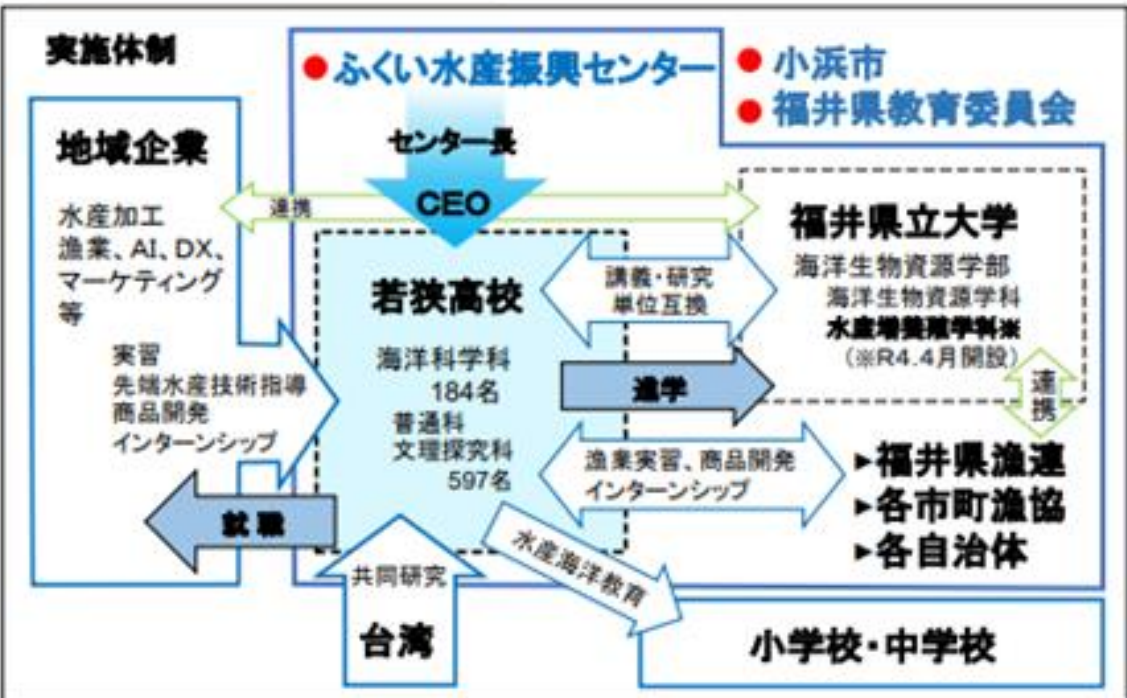 実施体制
●ふくい水産振興センター
●小浜市
●福井県教育委員会
センター長
CEO
地域企業
水産加工
漁業、AI、DX、
マーケティング
等
実習
先端水産技術指導
商品開発
インターンシップ
連携
若狭高校
海洋科学科
184名
普通科
文理探究科
597名
講義・研究
単位互換
進学
漁業実習、商品開発
インターンシップ
福井県立大学
海洋生物資源学部
海洋生物資源学科
水産増養殖学科※
(※R4.4月開設)
連携
▸福井県漁連
▸各市町漁協
▸各自治体
就職
共同研究
台湾
水産海洋教育
小学校・中学校